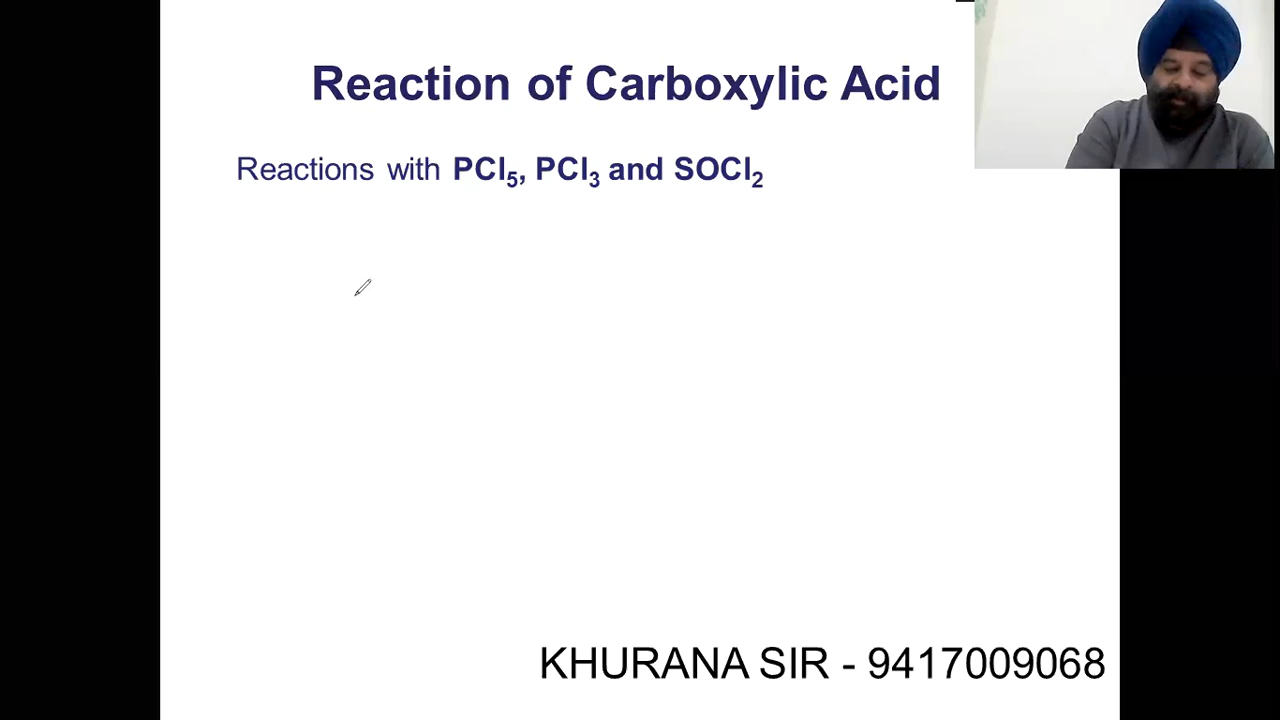 Reaction of Carboxylic Acid
Reactions with PCl₅, PCl₃ and SOCl₂
KHURANA SIR - 9417009068